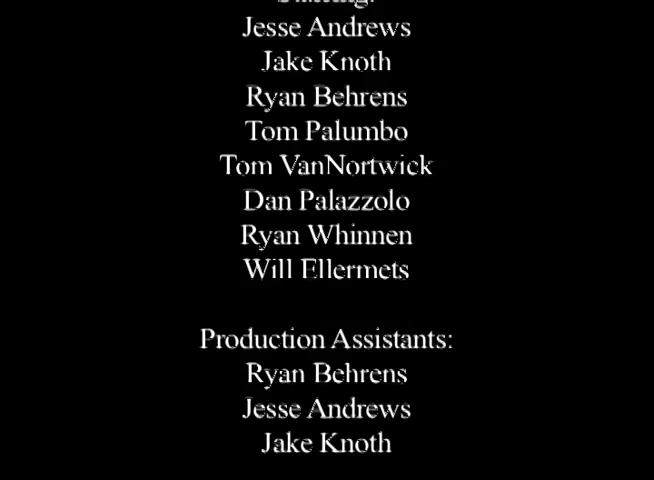 Starring:
Jesse Andrews
Jake Knoth
Ryan Behrens
Tom Palumbo
Tom VanNortwick
Dan Palazzolo
Ryan Whinnen
Will Ellermets
Production Assistants:
Ryan Behrens
Jesse Andrews
Jake Knoth